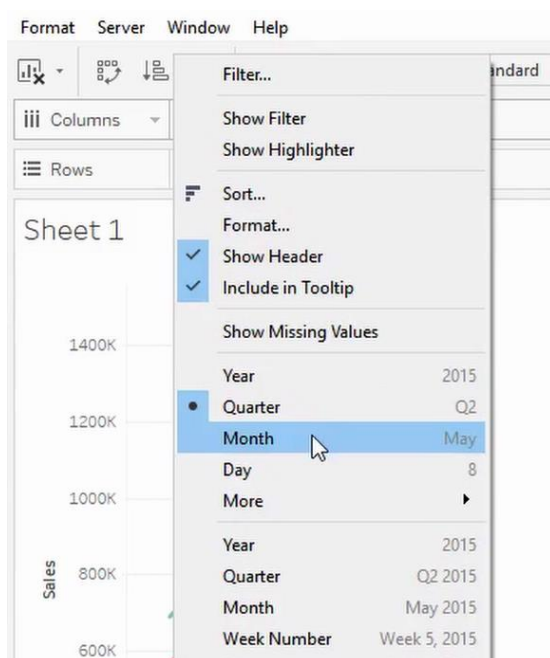 Format Server Window Help
Filter...
ndard
iii Columns
Show Filter
Show Highlighter
Rows
Sort...
Sheet 1
Format...
Show Header
Include in Tooltip
Show Missing Values
1400K
Year 2015
Quarter Q2
1200K
Month May
Day 8
More
1000K
Year 2015
Quarter Q2 2015
800K
Sales
Month May 2015
Week Number Week 5, 2015
600K